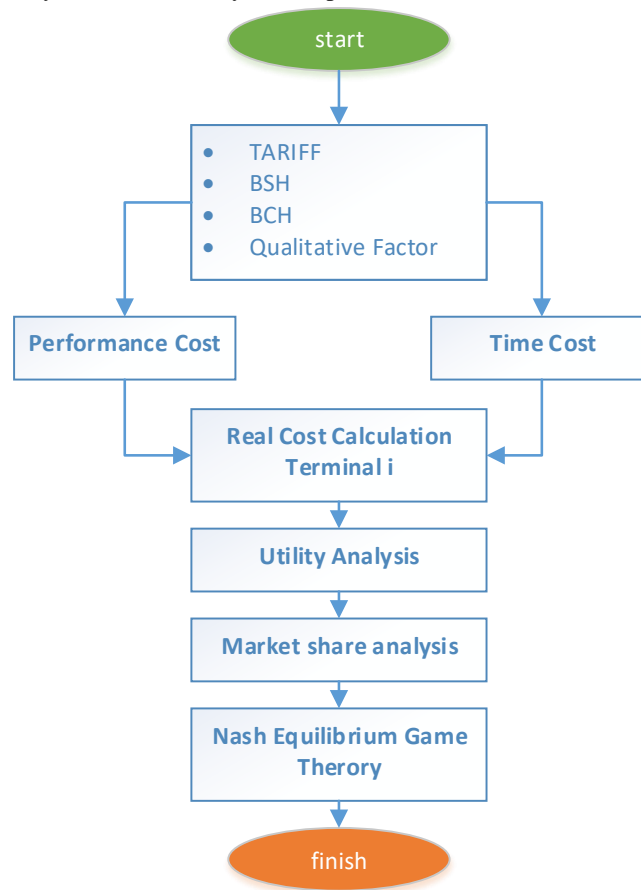 start
• TARIFF
• BSH
• BCH
• Qualitative Factor
Performance Cost
Time Cost
Real Cost Calculation
Terminal i
Utility Analysis
Market share analysis
Nash Equilibrium Game
Therory
finish